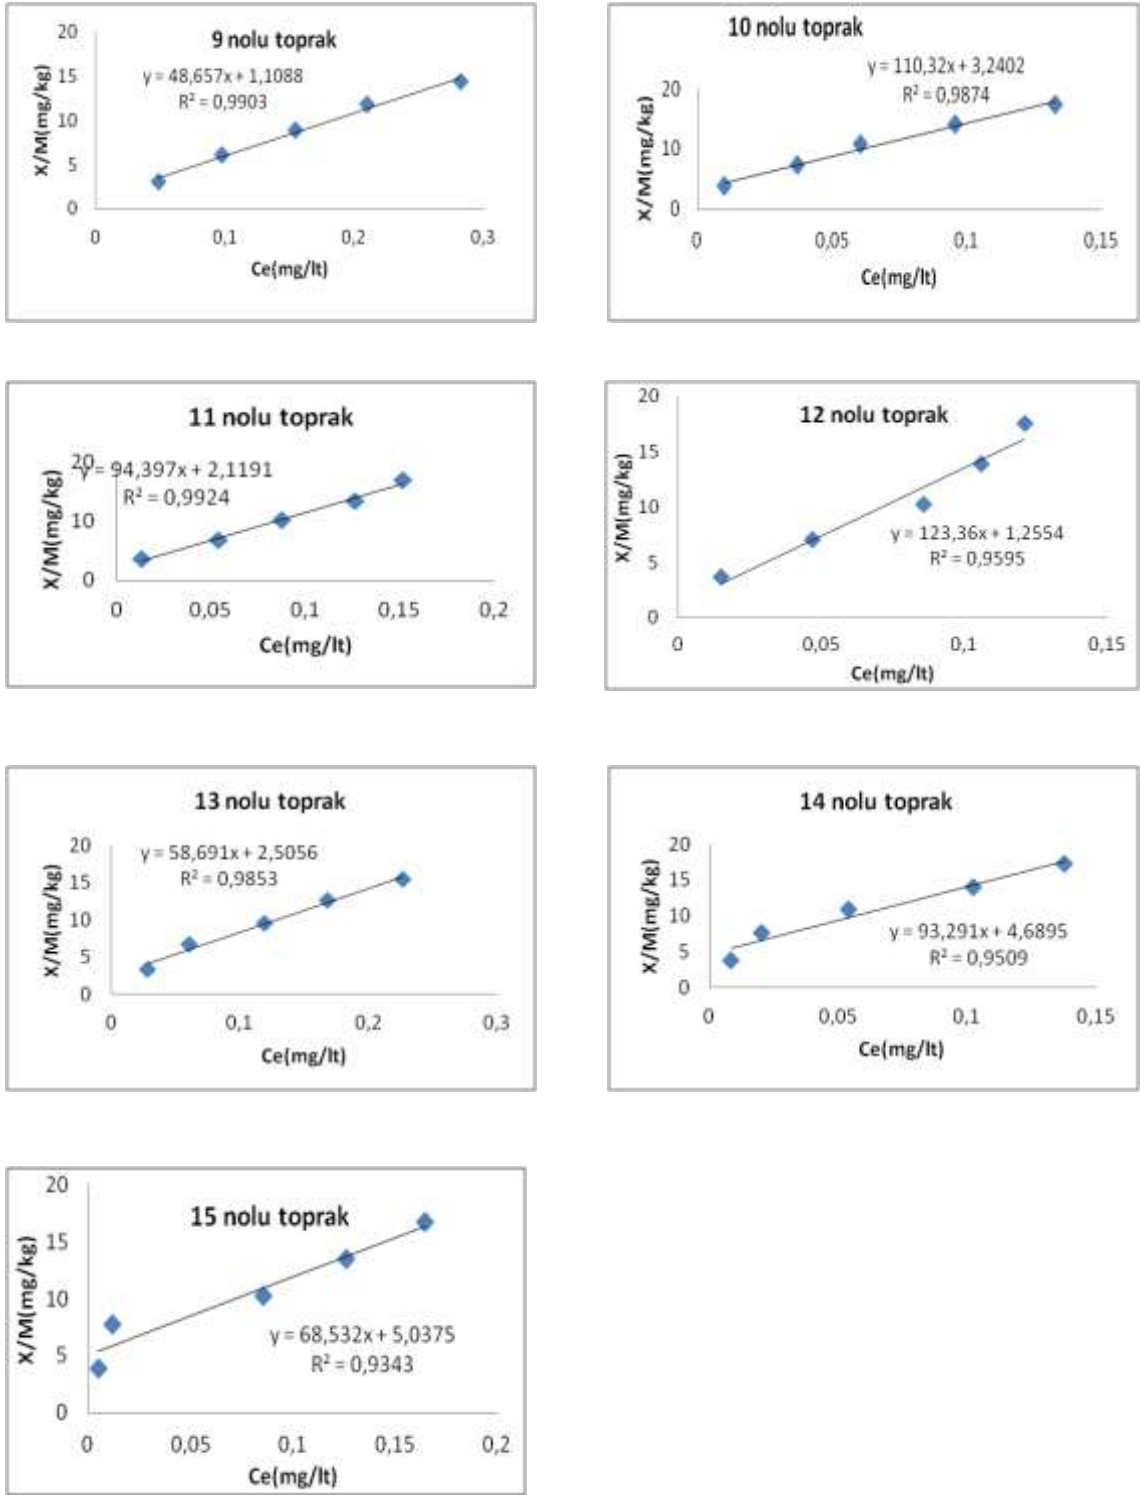 9 nolu toprak
y = 48,657x + 1,1088
R² = 0,9903
X/M(mg/kg)
20
15
10
5
0
0 0,1 0,2 0,3
Ce(mg/lt)
10 nolu toprak
y = 110,32x + 3,2402
R² = 0,9874
X/M(mg/kg)
20
10
0
0 0,05 0,1 0,15
Ce(mg/lt)
11 nolu toprak
y = 94,397x + 2,1191
R² = 0,9924
X/M(mg/kg)
20
10
0
0 0,05 0,1 0,15 0,2
Ce(mg/lt)
12 nolu toprak
y = 123,36x + 1,2554
R² = 0,9595
X/M(mg/kg)
20
15
10
5
0
0 0,05 0,1 0,15
Ce(mg/lt)
13 nolu toprak
y = 58,691x + 2,5056
R² = 0,9853
X/M(mg/kg)
20
15
10
5
0
0 0,1 0,2 0,3
Ce(mg/lt)
14 nolu toprak
y = 93,291x + 4,6895
R² = 0,9509
X/M(mg/kg)
20
15
10
5
0
0 0,05 0,1 0,15
Ce(mg/lt)
15 nolu toprak
y = 68,532x + 5,0375
R² = 0,9343
X/M(mg/kg)
20
15
10
5
0
0 0,05 0,1 0,15 0,2
Ce(mg/lt)